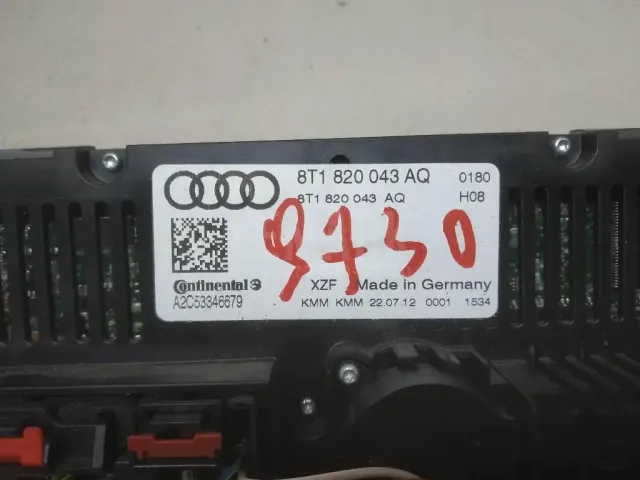 8T1 820 043 AQ 0180
8T1 820 043 AQ H08
9730
Continental
XZF Made in Germany
A2C53946679 KMM KMM 22.07.12 0001 1534